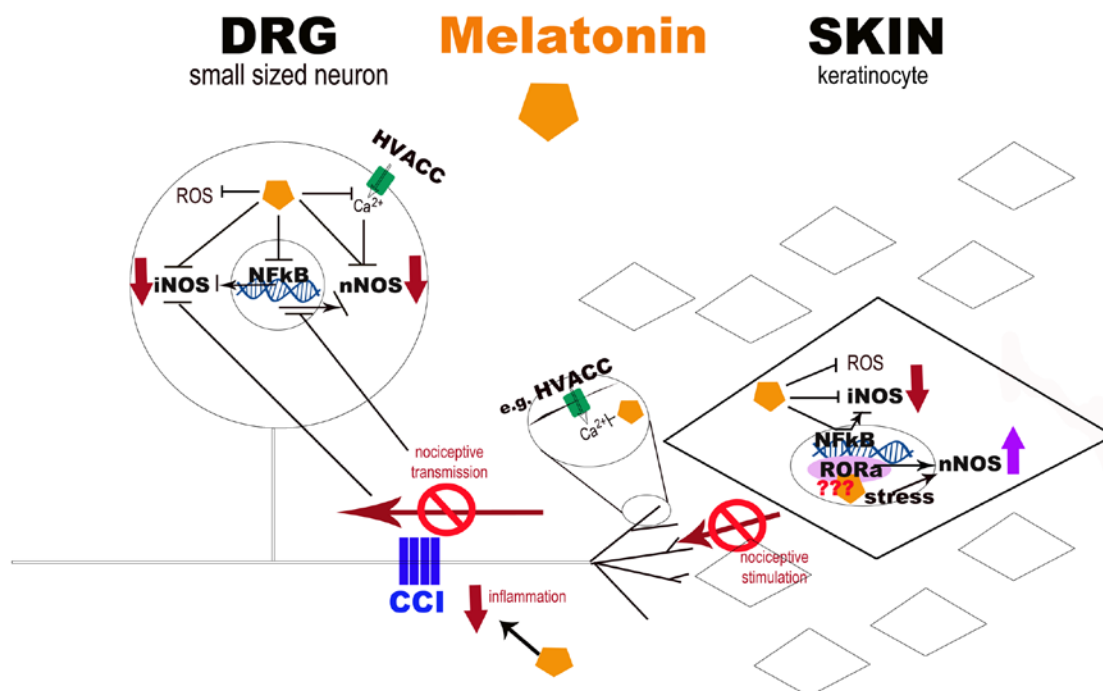 DRG
small sized neuron
Melatonin
SKIN
keratinocyte
HVACC
ROS
Ca2+
iNOS
NFkB
nNOS
e.g. HVACC
Ca2+
ROS
iNOS
NFkB
RORa
nNOS
???
stress
nociceptive
transmission
nociceptive
stimulation
CCI
inflammation